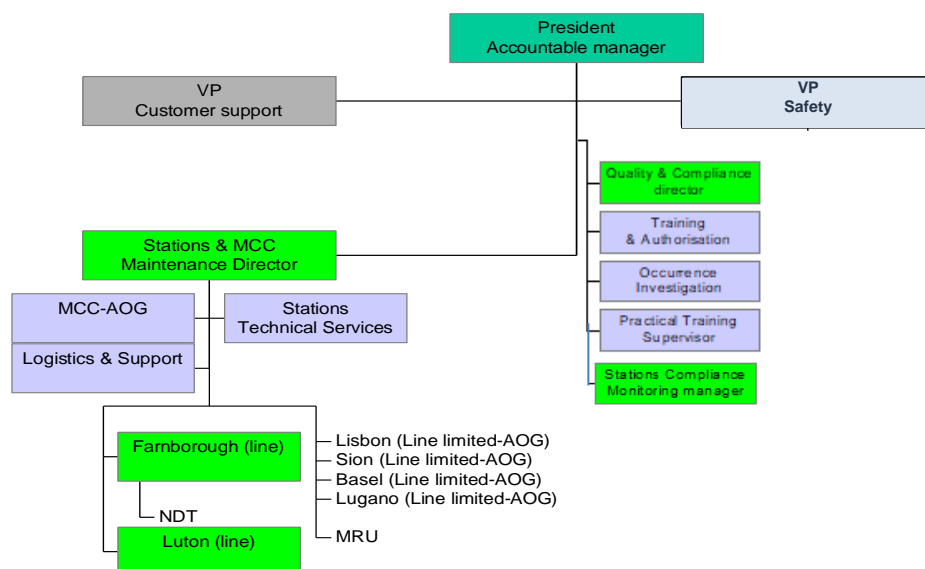 President
Accountable manager
VP
Customer support
VP
Safety
Quality & Compliance
director
Training
& Authorisation
Occurrence
Investigation
Practical Training
Supervisor
Stations Compliance
Monitoring manager
Stations & MCC
Maintenance Director
MCC-AOG
Stations
Technical Services
Logistics & Support
Farnborough (line)
NDT
Luton (line)
Lisbon (Line limited-AOG)
Sion (Line limited-AOG)
Basel (Line limited-AOG)
Lugano (Line limited-AOG)
MRU